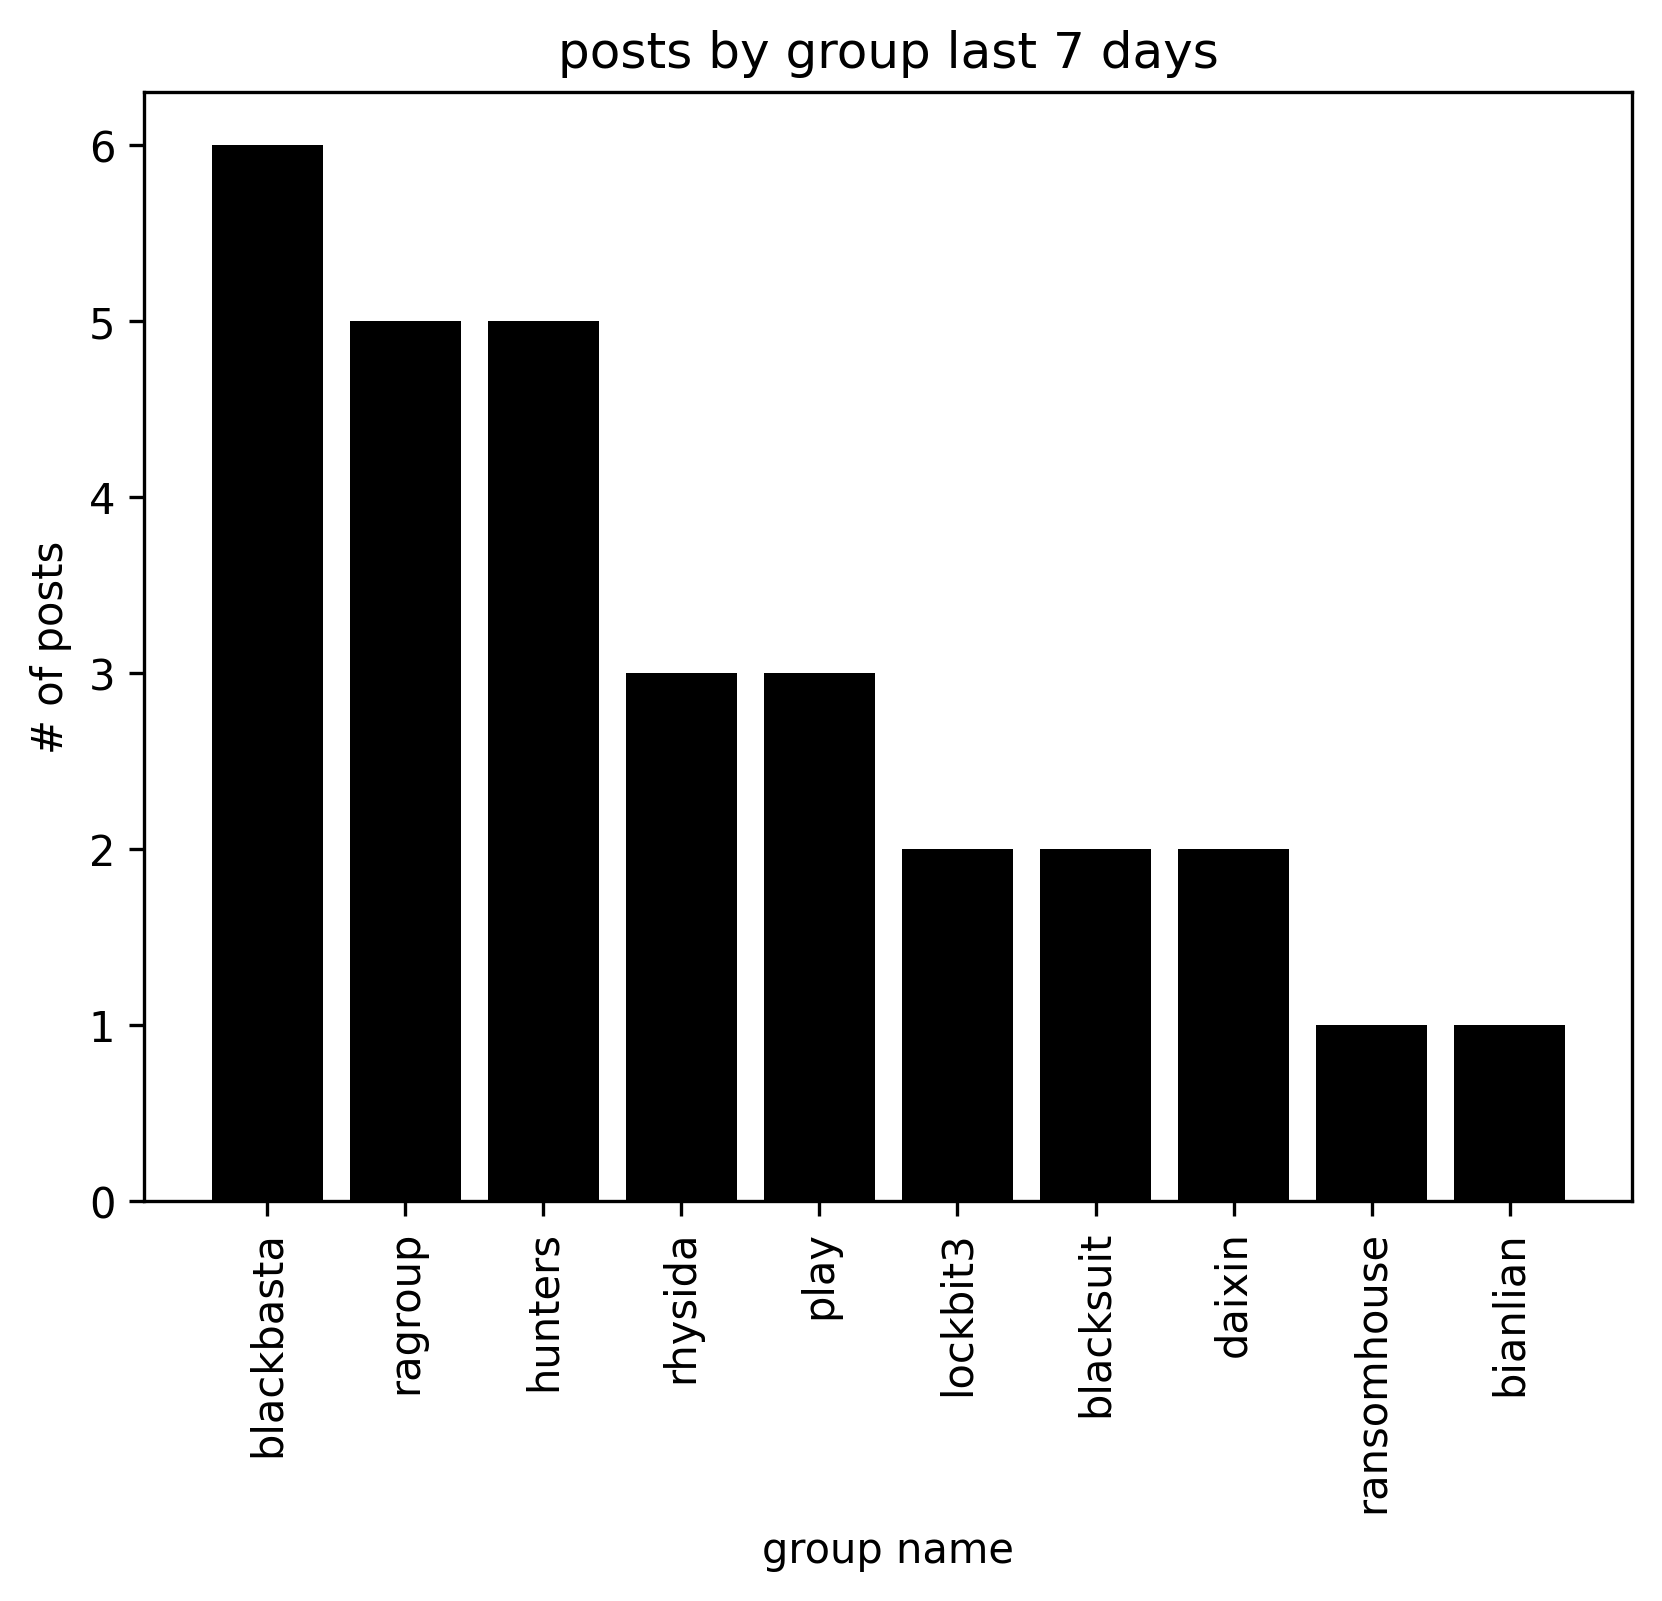 posts by group last 7 days
6
5
4
3
2
1
0
# of posts
blackbasta
ragroup
hunters
rhysida
play
lockbit3
blacksuit
daixin
ransomhouse
bianlian
group name